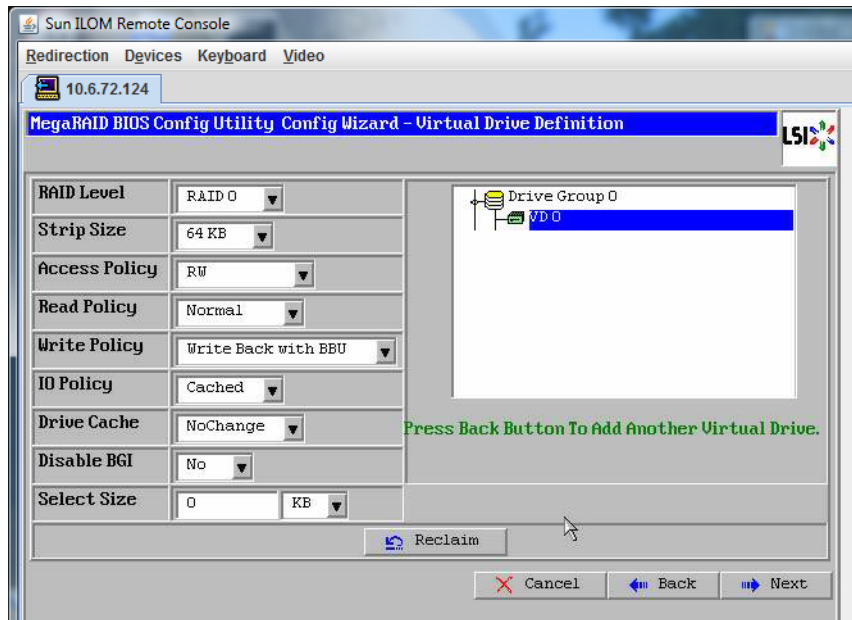 Sun ILOM Remote Console
Redirection Devices Keyboard Video
10.6.72.124
MegaRAID BIOS Config Utility Config Wizard - Virtual Drive Definition
LSI
RAID Level RAID 0
Strip Size 64 KB
Access Policy RW
Read Policy Normal
Write Policy Write Back with BBU
IO Policy Cached
Drive Cache NoChange
Disable BGI No
Select Size 0 KB
Drive Group 0
VD 0
Press Back Button To Add Another Virtual Drive.
Reclaim
Cancel Back Next